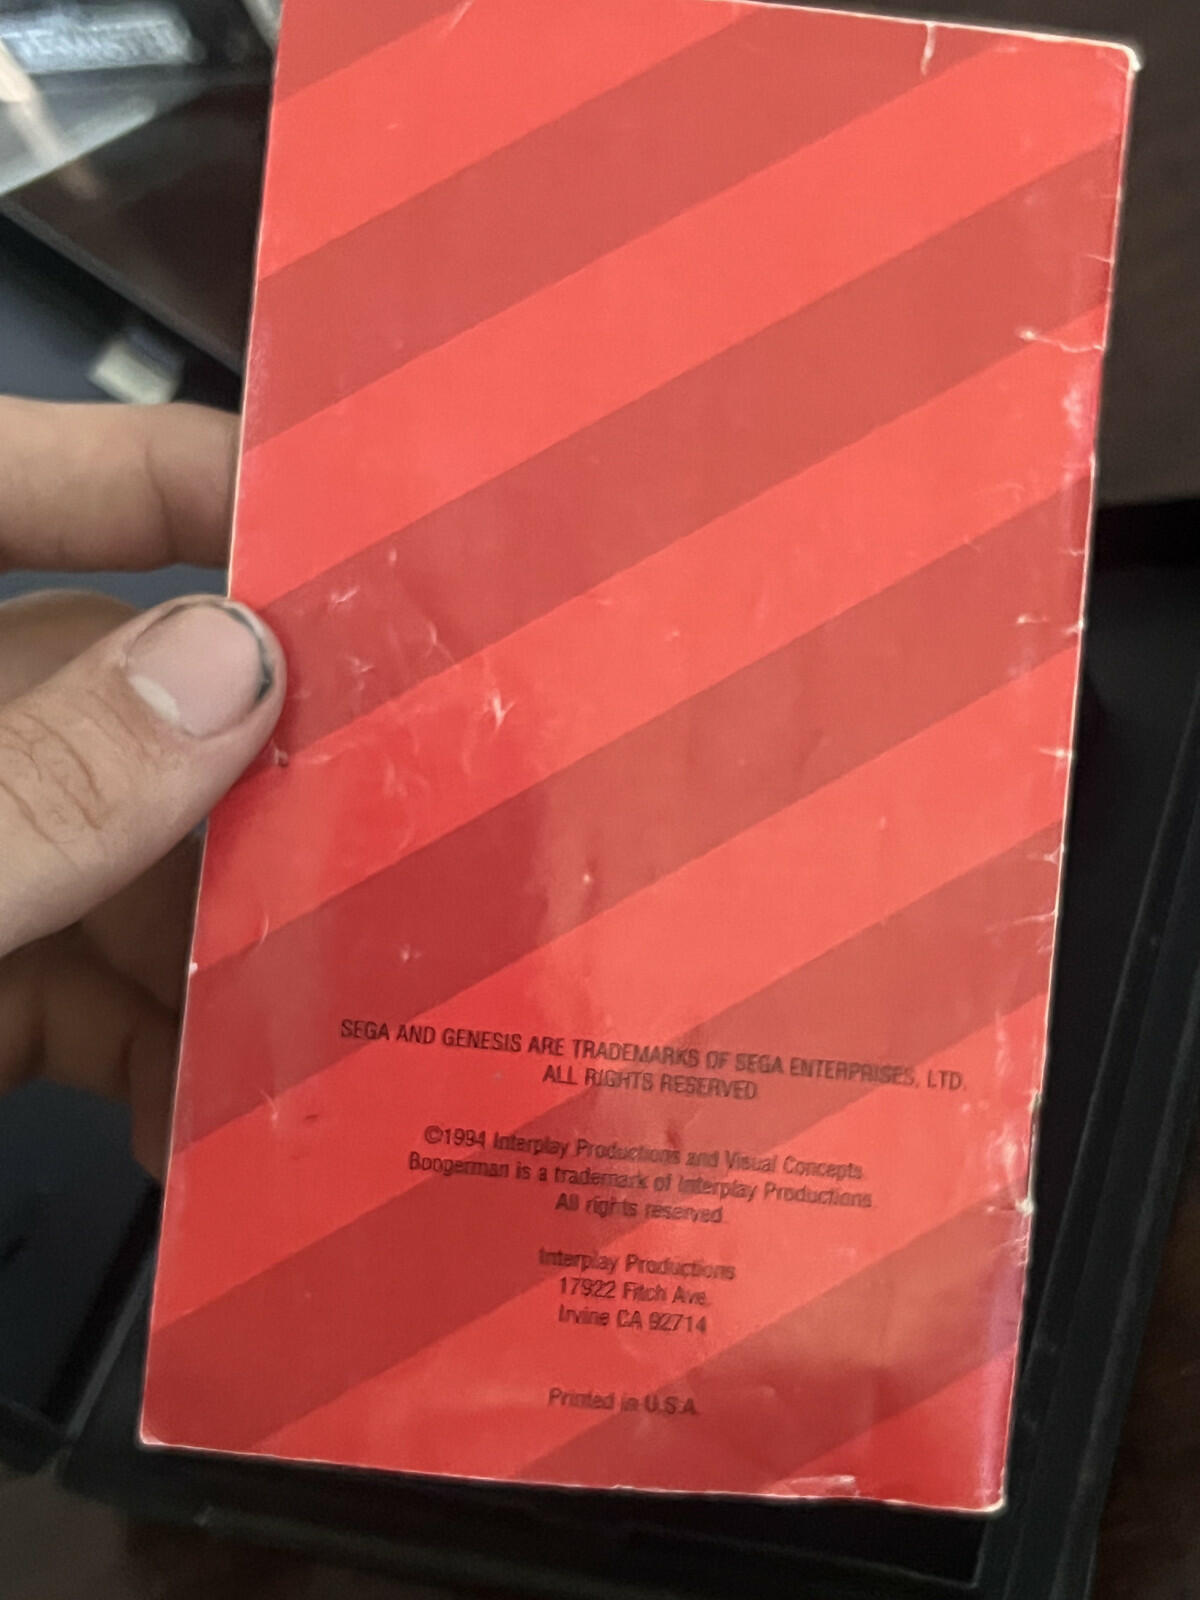 SEGA AND GENESIS ARE TRADEMARKS OF SEGA ENTERPRISES, LTD.
ALL RIGHTS RESERVED
©1994 Interplay Productions and Visual Concepts
Boogerman is a trademark of Interplay Productions
All rights reserved
Interplay Productions
17922 Fitch Ave.
Irvine CA 92714
Printed in U.S.A.